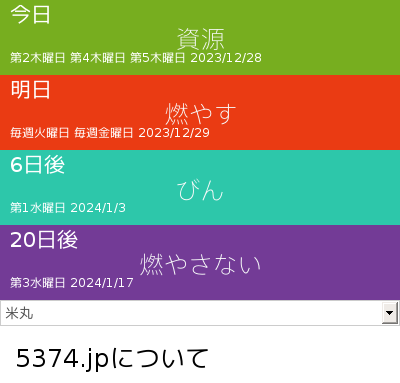 今日
資源
第2木曜日 第4木曜日 第5木曜日 2023/12/28
明日
燃やす
毎週火曜日 毎週金曜日 2023/12/29
6日後
びん
第1水曜日 2024/1/3
20日後
燃やさない
第3水曜日 2024/1/17
米丸
5374.jpについて